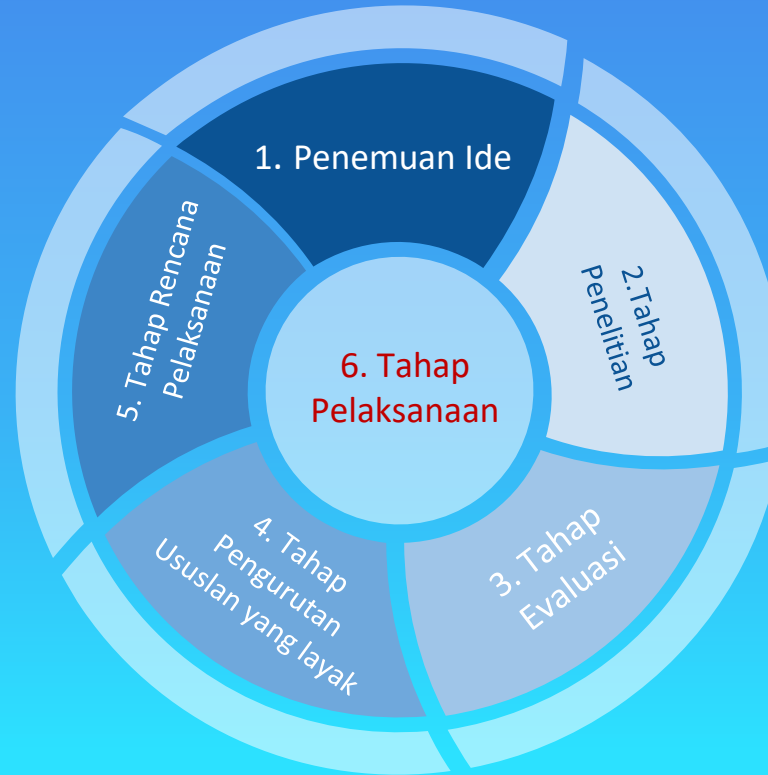 1. Penemuan Ide
2.Tahap
Penelitian
3. Tahap
Evaluasi
4. Tahap
Pengurutan
Ususlan yang layak
5. Tahap Rencana
Pelaksanaan
6. Tahap
Pelaksanaan